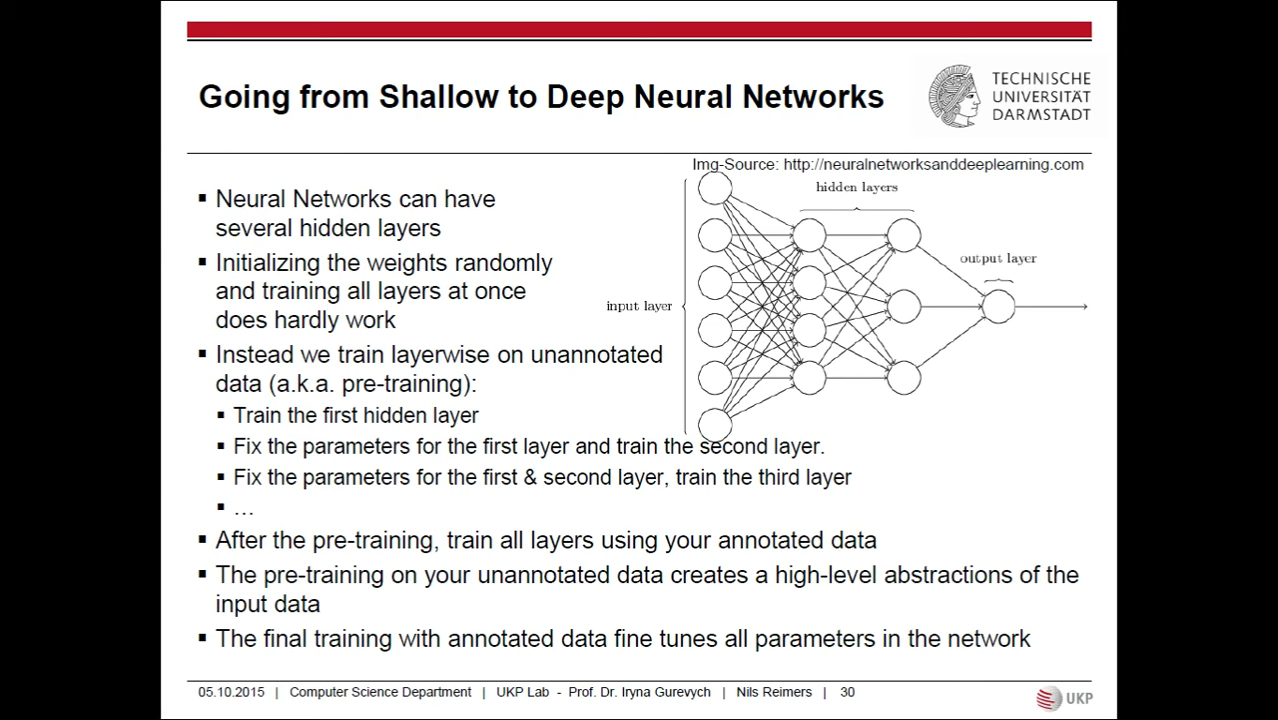 Going from Shallow to Deep Neural Networks
TECHNISCHE
UNIVERSITÄT
DARMSTADT
Img-Source: http://neuralnetworksanddeeplearning.com
▪ Neural Networks can have
several hidden layers
▪ Initializing the weights randomly
and training all layers at once
does hardly work
▪ Instead we train layerwise on unannotated
data (a.k.a. pre-training):
▪ Train the first hidden layer
▪ Fix the parameters for the first layer and train the second layer.
▪ Fix the parameters for the first & second layer, train the third layer
▪ …
▪ After the pre-training, train all layers using your annotated data
▪ The pre-training on your unannotated data creates a high-level abstractions of the
input data
▪ The final training with annotated data fine tunes all parameters in the network
hidden layers
output layer
input layer
05.10.2015 | Computer Science Department | UKP Lab - Prof. Dr. Iryna Gurevych | Nils Reimers | 30
UKP